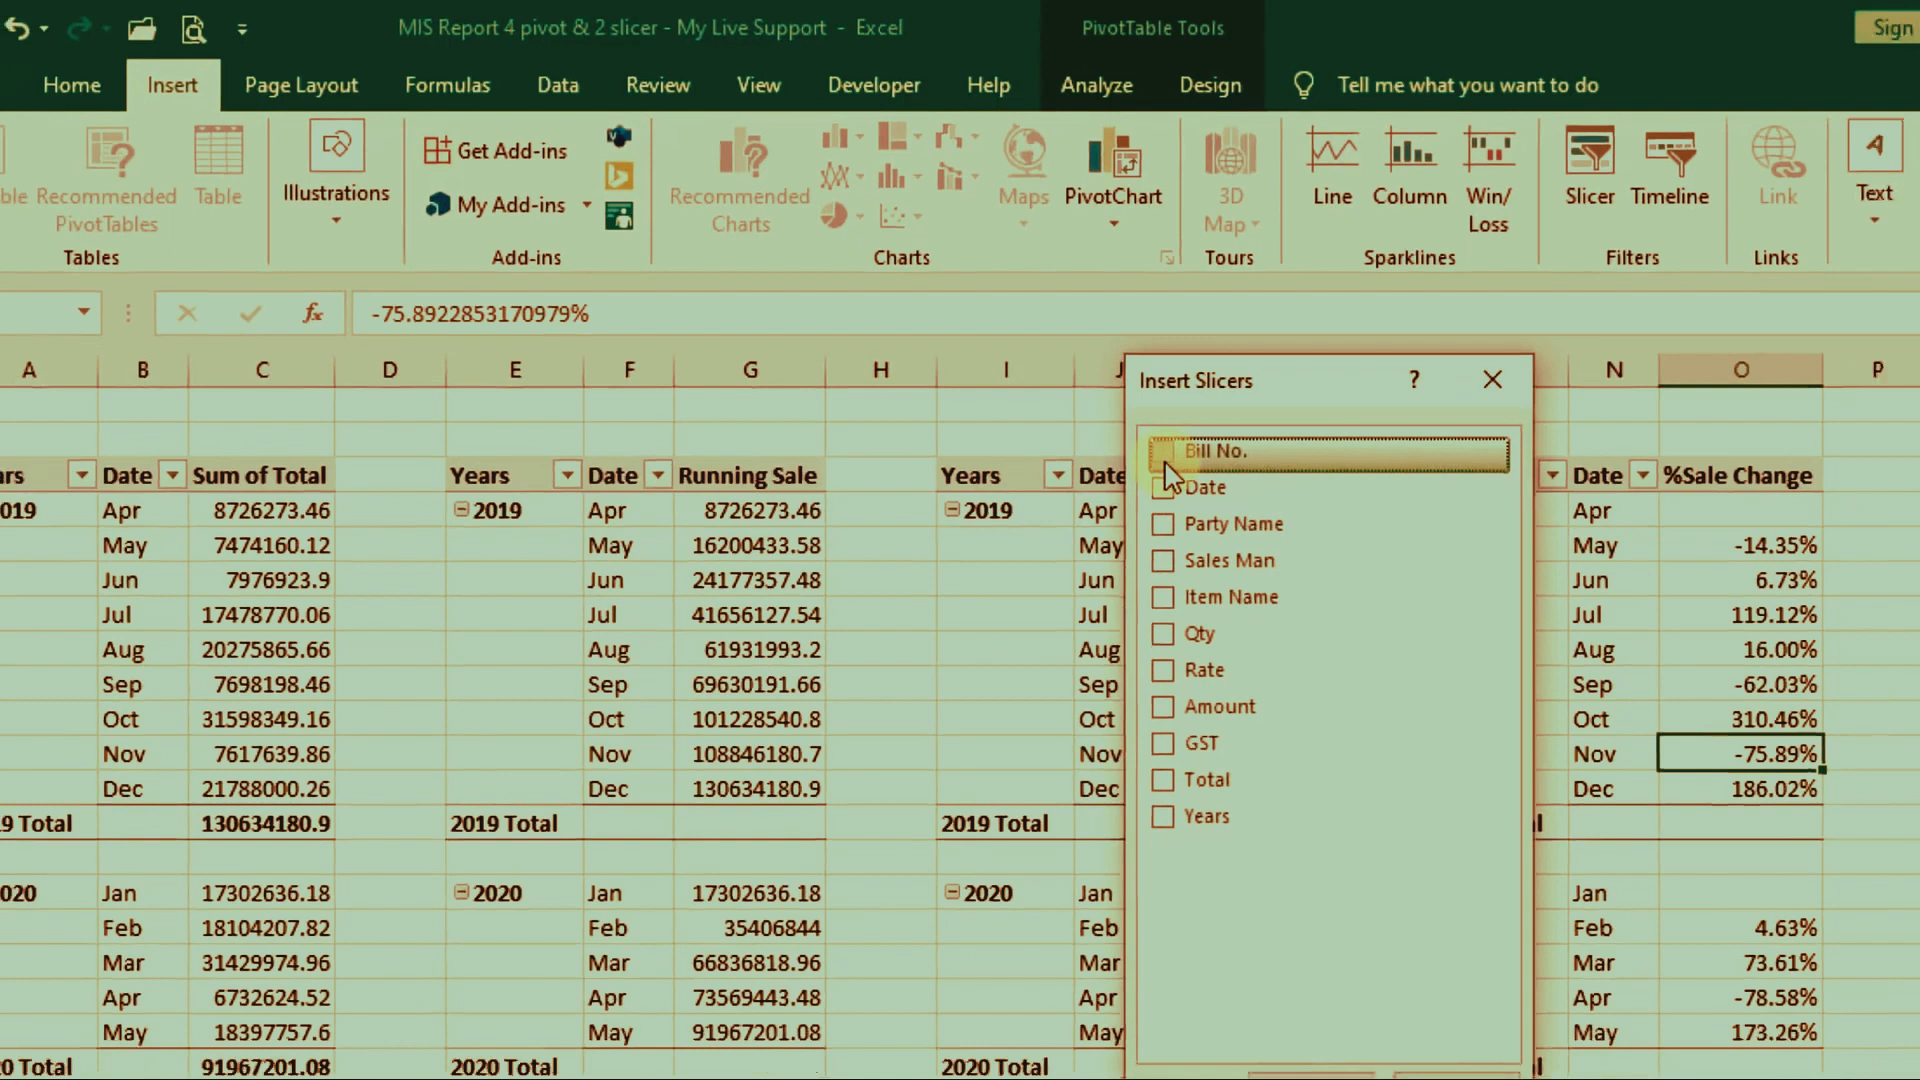 MIS Report 4 pivot & 2 slicer - My Live Support - Excel
PivotTable Tools
Sign
Home Insert Page Layout Formulas Data Review View Developer Help Analyze Design Tell me what you want to do
Recommended PivotTables
Table
Illustrations
Get Add-ins
My Add-ins
Recommended Charts
Maps
PivotChart
3D Map
Line
Column
Win/Loss
Slicer
Timeline
Link
Text
Tables Add-ins Charts Tours Sparklines Filters Links
fx -75.8922853170979%
A B C D E F G H I J N O P
Insert Slicers ?
Bill No.
Date
Party Name
Sales Man
Item Name
Qty
Rate
Amount
GST
Total
Years
Date Sum of Total Years Date Running Sale Years Date Date %Sale Change
019 Apr 8726273.46 2019 Apr 8726273.46 2019 Apr Apr
May 7474160.12 May 16200433.58 May May -14.35%
Jun 7976923.9 Jun 24177357.48 Jun Jun 6.73%
Jul 17478770.06 Jul 41656127.54 Jul Jul 119.12%
Aug 20275865.66 Aug 61931993.2 Aug Aug 16.00%
Sep 7698198.46 Sep 69630191.66 Sep Sep -62.03%
Oct 31598349.16 Oct 101228540.8 Oct Oct 310.46%
Nov 7617639.86 Nov 108846180.7 Nov Nov -75.89%
Dec 21788000.26 Dec 130634180.9 Dec Dec 186.02%
19 Total 130634180.9 2019 Total 2019 Total
020 Jan 17302636.18 2020 Jan 17302636.18 2020 Jan Jan
Feb 18104207.82 Feb 35406844 Feb Feb 4.63%
Mar 31429974.96 Mar 66836818.96 Mar Mar 73.61%
Apr 6732624.52 Apr 73569443.48 Apr Apr -78.58%
May 18397757.6 May 91967201.08 May May 173.26%
0 Total 91967201.08 2020 Total 2020 Total